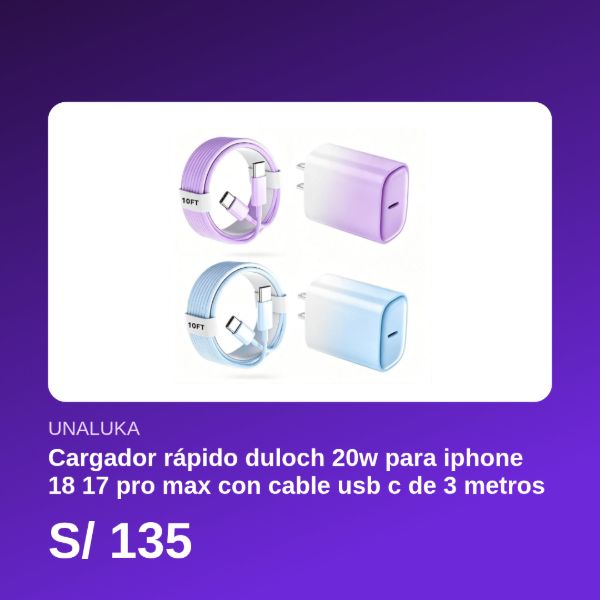 10FT
10FT
UNALUKA
Cargador rápido duloch 20w para iphone
18 17 pro max con cable usb c de 3 metros
S/ 135